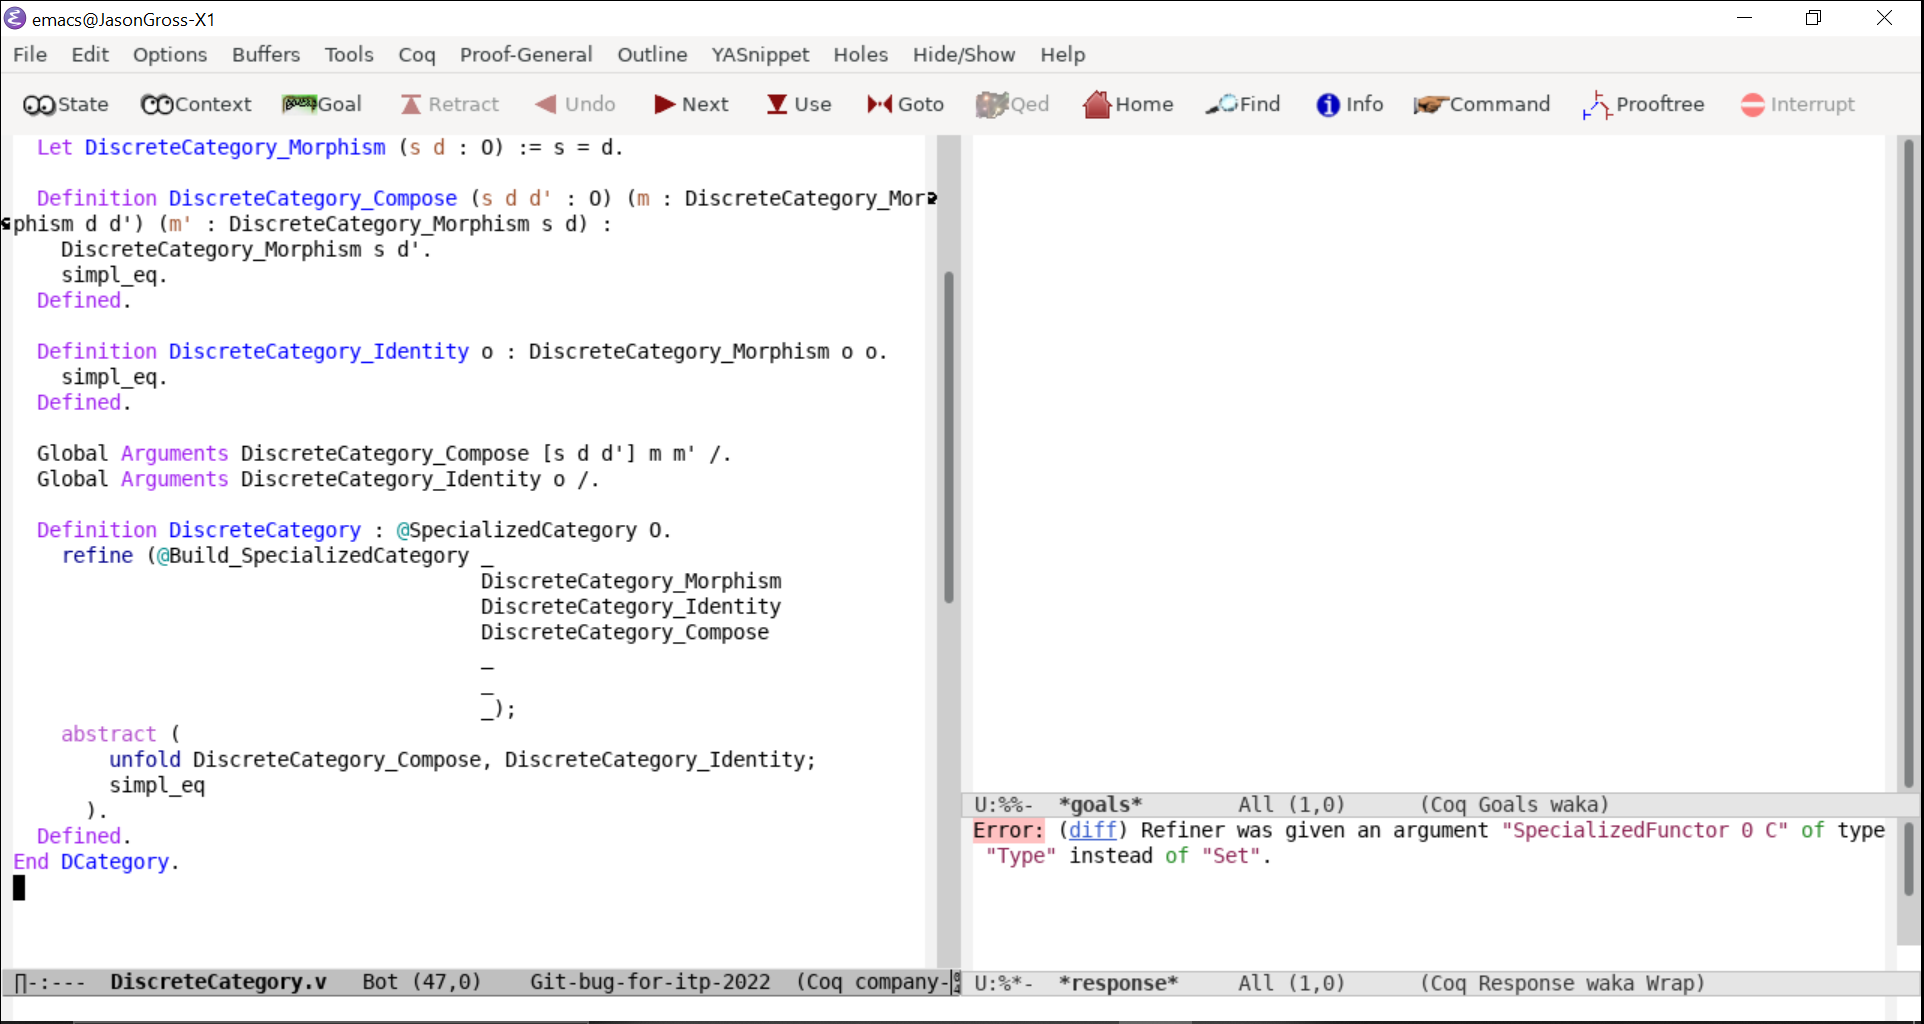 emacs@JasonGross-X1
File Edit Options Buffers Tools Coq Proof-General Outline YASnippet Holes Hide/Show Help
State Context Goal Retract Undo Next Use Goto Qed Home Find Info Command Prooftree Interrupt
Let DiscreteCategory_Morphism (s d : O) := s = d.
Definition DiscreteCategory_Compose (s d d' : O) (m : DiscreteCategory_Mor
phism d d') (m' : DiscreteCategory_Morphism s d) :
DiscreteCategory_Morphism s d'.
simpl_eq.
Defined.
Definition DiscreteCategory_Identity o : DiscreteCategory_Morphism o o.
simpl_eq.
Defined.
Global Arguments DiscreteCategory_Compose [s d d'] m m' /.
Global Arguments DiscreteCategory_Identity o /.
Definition DiscreteCategory : @SpecializedCategory O.
refine (@Build_SpecializedCategory _
DiscreteCategory_Morphism
DiscreteCategory_Identity
DiscreteCategory_Compose
_
_
_);
abstract (
unfold DiscreteCategory_Compose, DiscreteCategory_Identity;
simpl_eq
).
Defined.
End DCategory.
∏-:--- DiscreteCategory.v Bot (47,0) Git-bug-for-itp-2022 (Coq company-
U:%%- *goals* All (1,0) (Coq Goals waka)
Error: (diff) Refiner was given an argument "SpecializedFunctor 0 C" of type
"Type" instead of "Set".
U:%*- *response* All (1,0) (Coq Response waka Wrap)